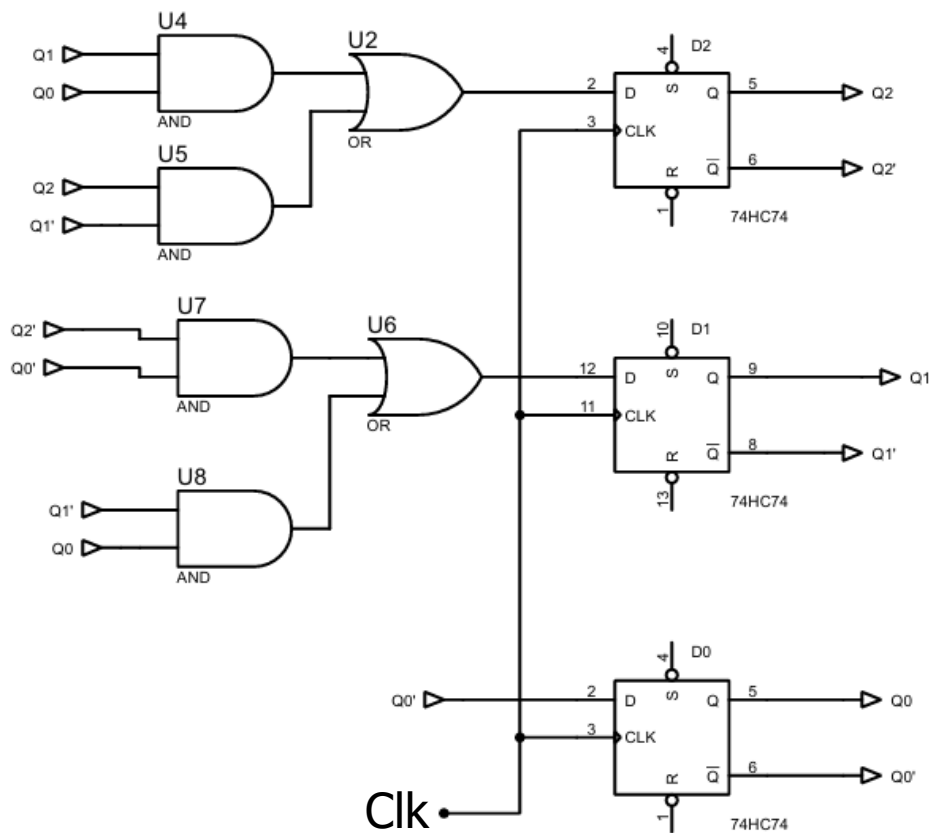 U4
Q1
Q0
AND
U5
Q2
Q1'
AND
U2
OR
4
D2
S
2
D
Q
5
Q2
3
CLK
R
Q
6
Q2'
1
74HC74
U7
Q2'
Q0'
AND
U8
Q1'
Q0
AND
U6
OR
10
D1
S
12
D
Q
9
Q1
11
CLK
R
Q
8
Q1'
13
74HC74
4
D0
S
Q0'
2
D
Q
5
Q0
3
CLK
R
Q
6
Q0'
1
74HC74
Clk